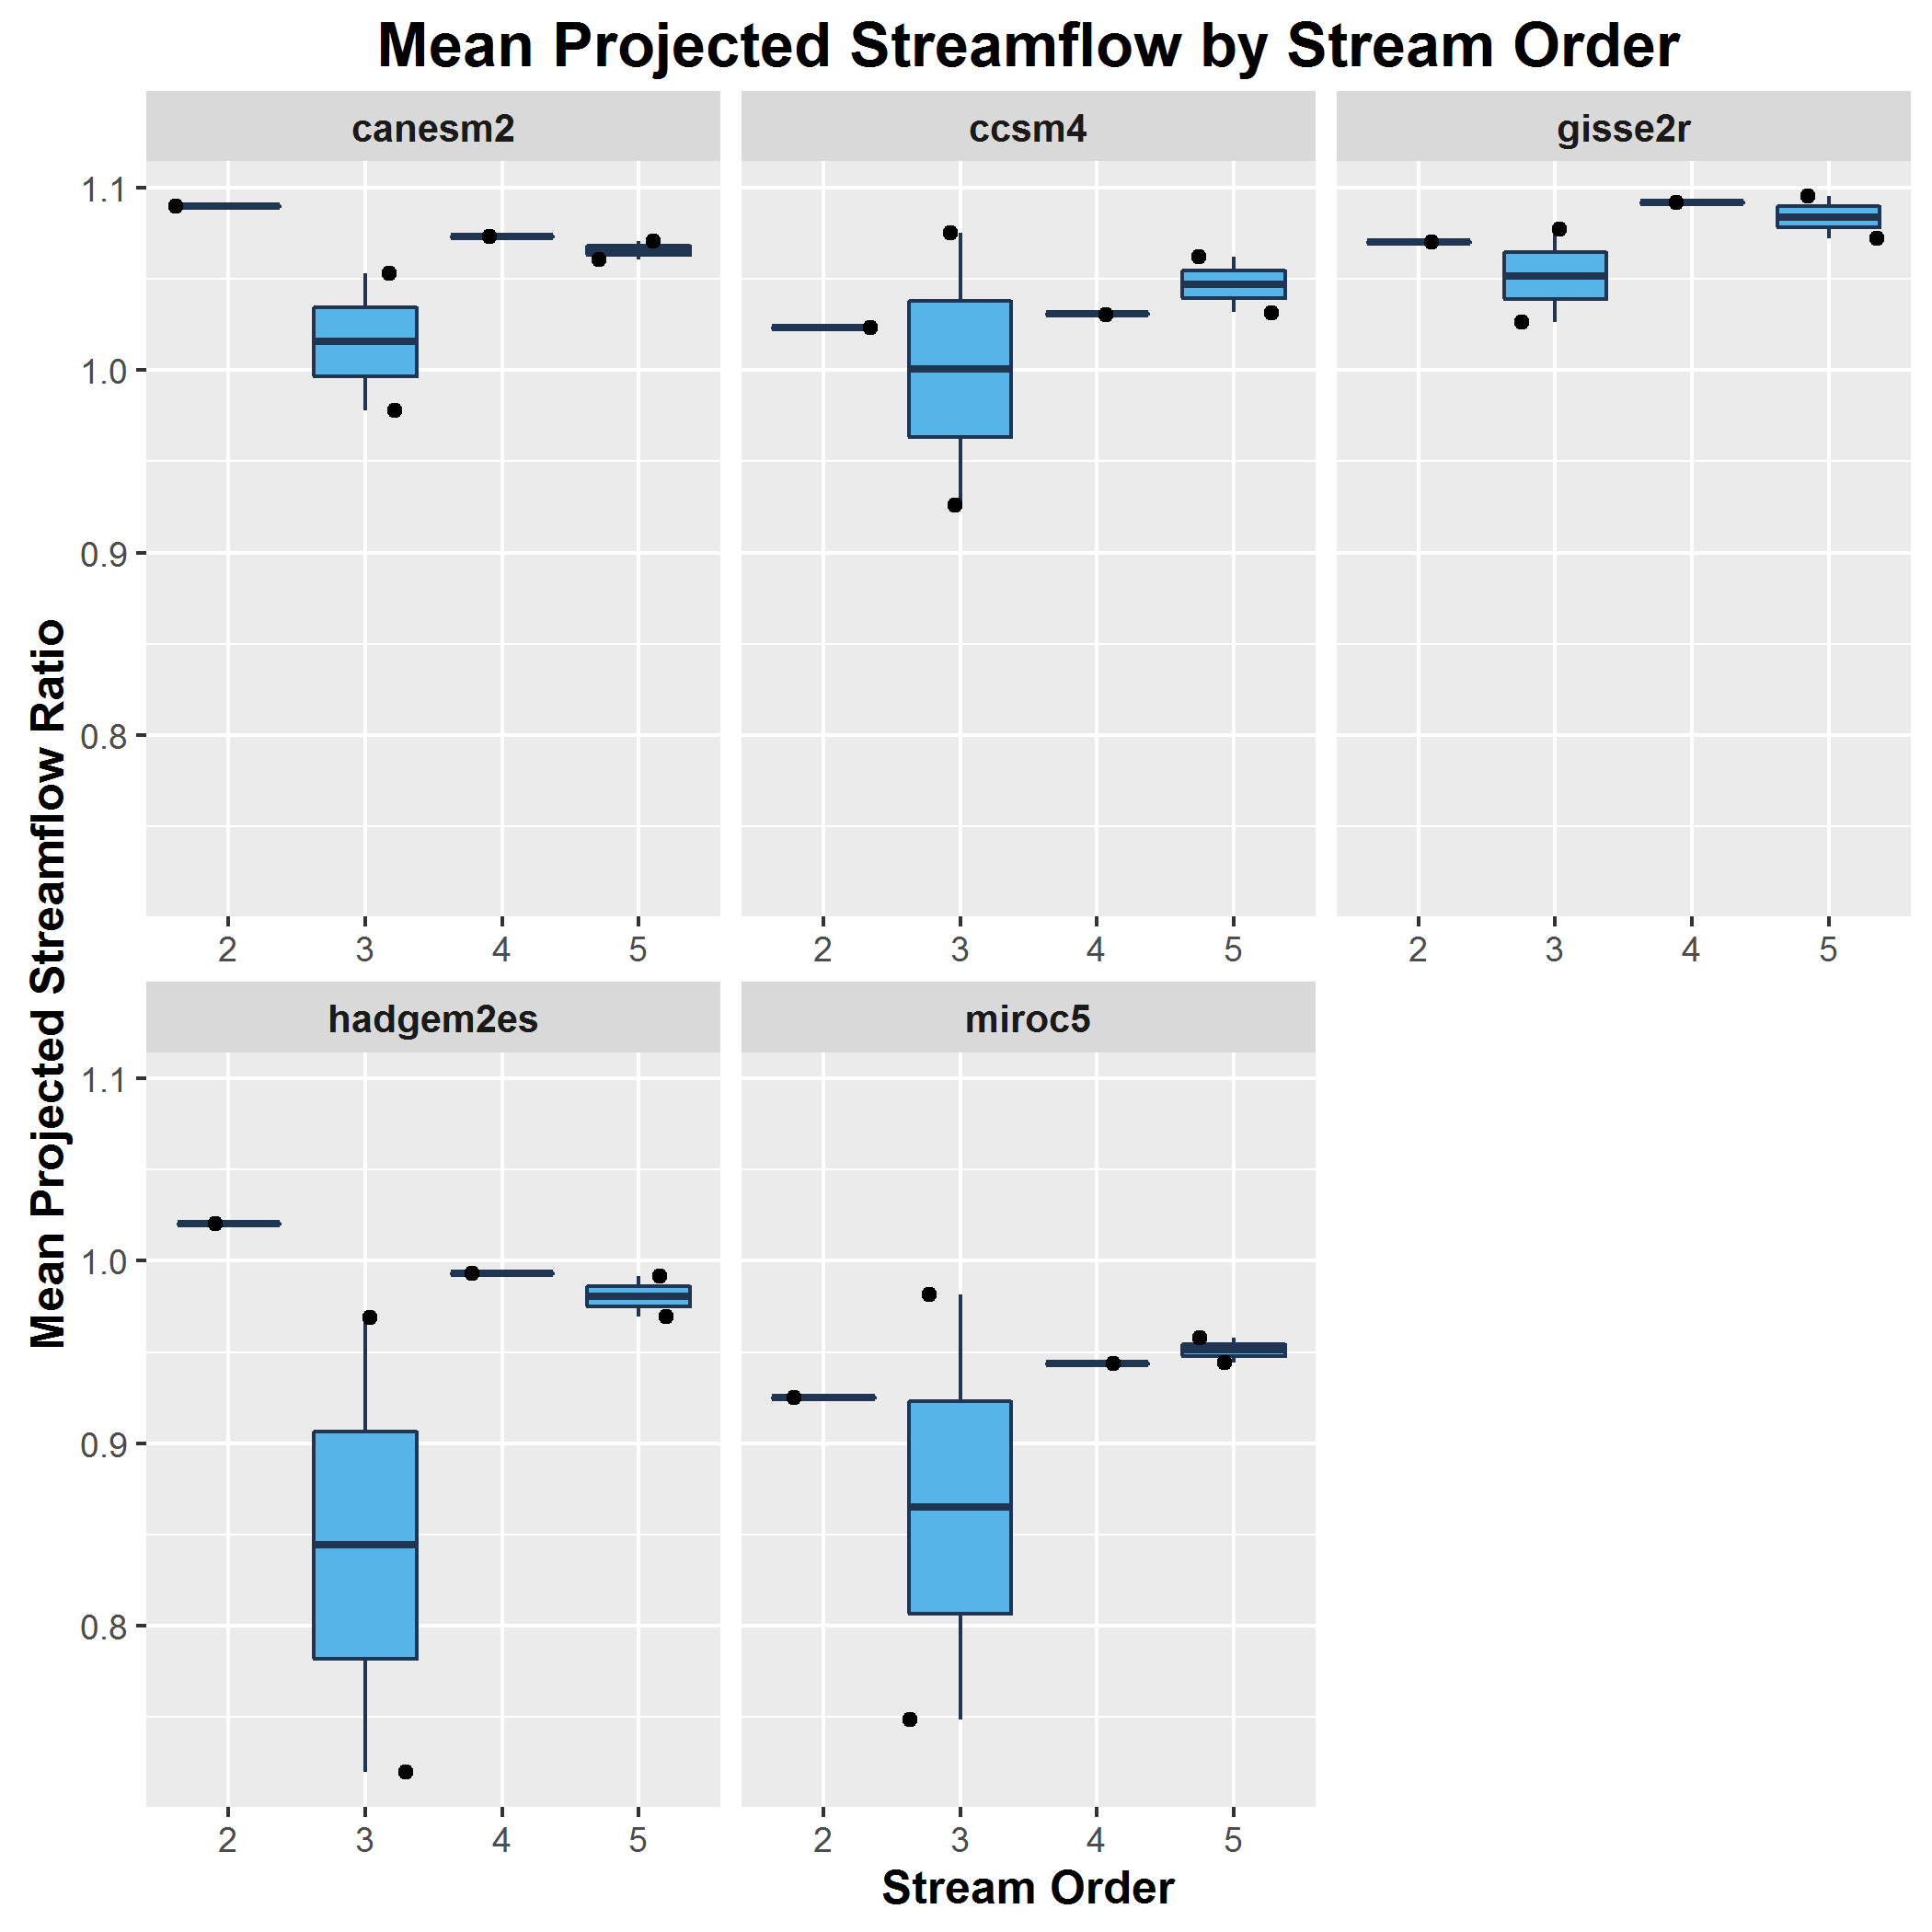 Mean Projected Streamflow by Stream Order
canesm2 ccsm4 gisse2r
1.1
1.0
0.9
0.8
2 3 4 5 2 3 4 5 2 3 4 5
Mean Projected Streamflow Ratio
hadgem2es miroc5
1.1
1.0
0.9
0.8
2 3 4 5 2 3 4 5
Stream Order